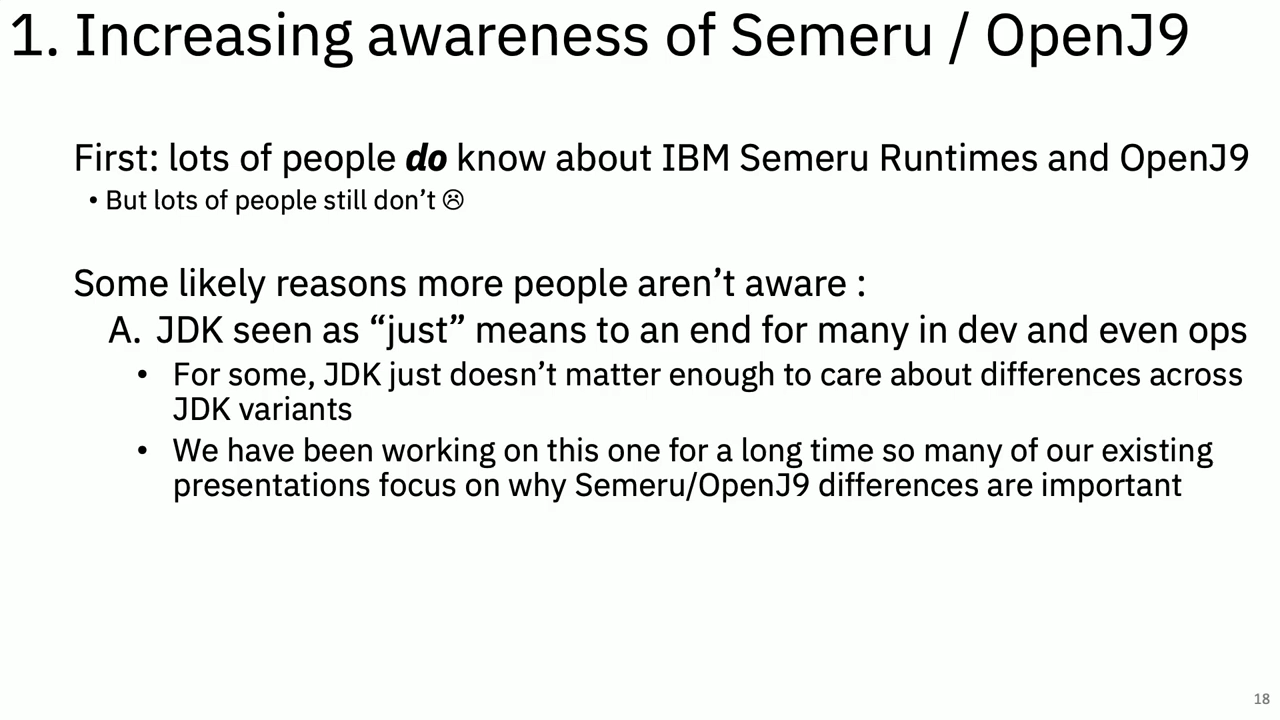 1. Increasing awareness of Semeru / OpenJ9
First: lots of people do know about IBM Semeru Runtimes and OpenJ9
• But lots of people still don’t ☹
Some likely reasons more people aren’t aware :
A. JDK seen as “just” means to an end for many in dev and even ops
• For some, JDK just doesn’t matter enough to care about differences across
JDK variants
• We have been working on this one for a long time so many of our existing
presentations focus on why Semeru/OpenJ9 differences are important
18